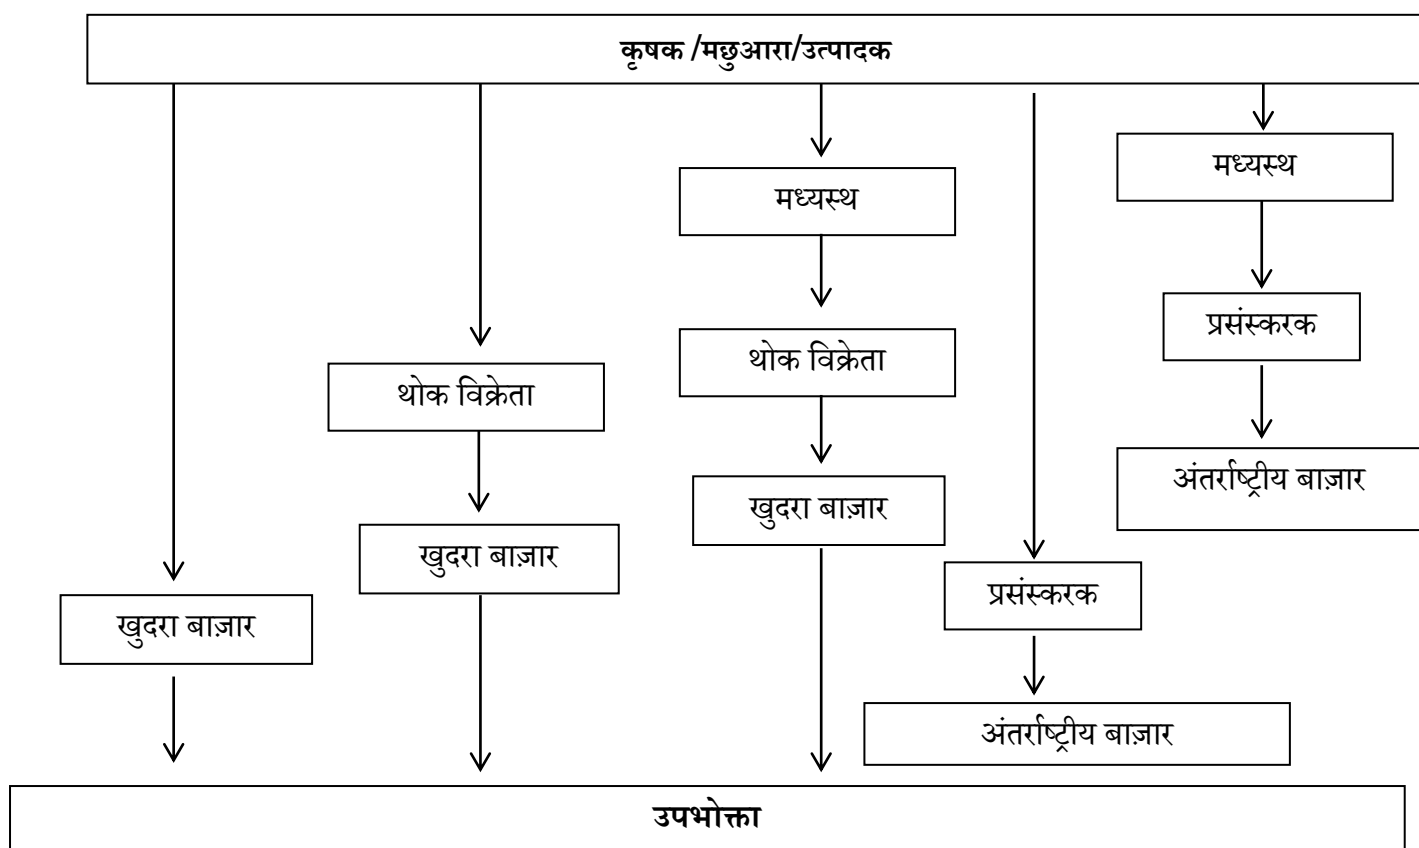 कृषक /मछुआरा/उत्पादक
मध्यस्थ
मध्यस्थ
प्रसंस्करक
थोक विक्रेता
थोक विक्रेता
अंतर्राष्ट्रीय बाज़ार
खुदरा बाज़ार
खुदरा बाज़ार
प्रसंस्करक
खुदरा बाज़ार
अंतर्राष्ट्रीय बाज़ार
उपभोक्ता